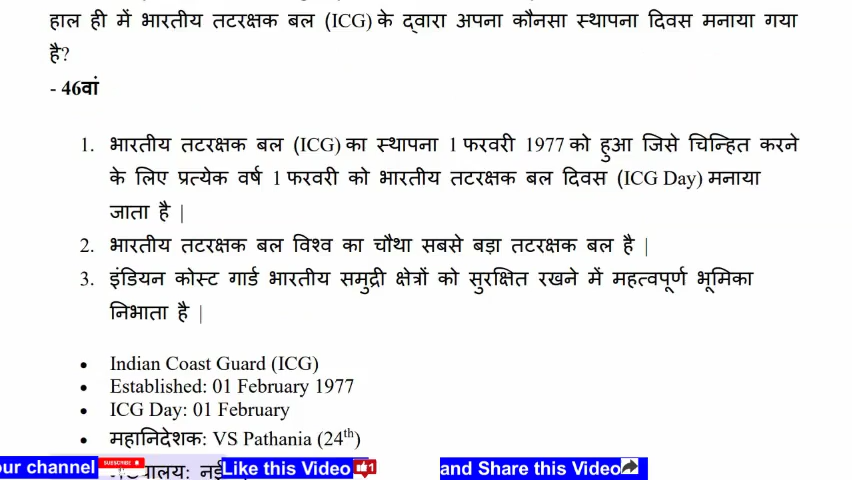 हाल ही में भारतीय तटरक्षक बल (ICG) के द्वारा अपना कौनसा स्थापना दिवस मनाया गया
है?
- 46वां
1. भारतीय तटरक्षक बल (ICG) का स्थापना 1 फरवरी 1977 को हुआ जिसे चिन्हित करने
के लिए प्रत्येक वर्ष 1 फरवरी को भारतीय तटरक्षक बल दिवस (ICG Day) मनाया
जाता है |
2. भारतीय तटरक्षक बल विश्व का चौथा सबसे बड़ा तटरक्षक बल है |
3. इंडियन कोस्ट गार्ड भारतीय समुद्री क्षेत्रों को सुरक्षित रखने में महत्वपूर्ण भूमिका
निभाता है |
• Indian Coast Guard (ICG)
• Established: 01 February 1977
• ICG Day: 01 February
• महानिदेशक: VS Pathania (24th)
our channel SUBSCRIBE Like this Video 1 and Share this Video